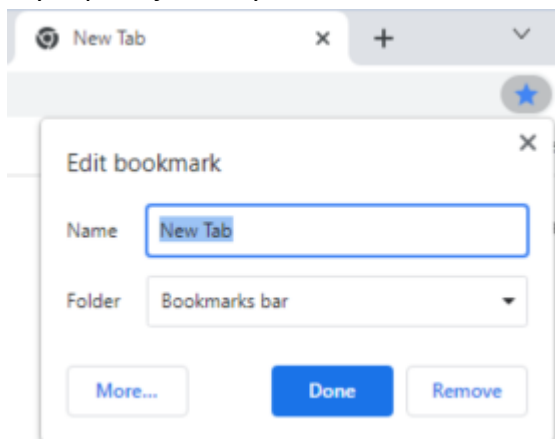 New Tab
Edit bookmark
Name New Tab
Folder Bookmarks bar
More... Done Remove